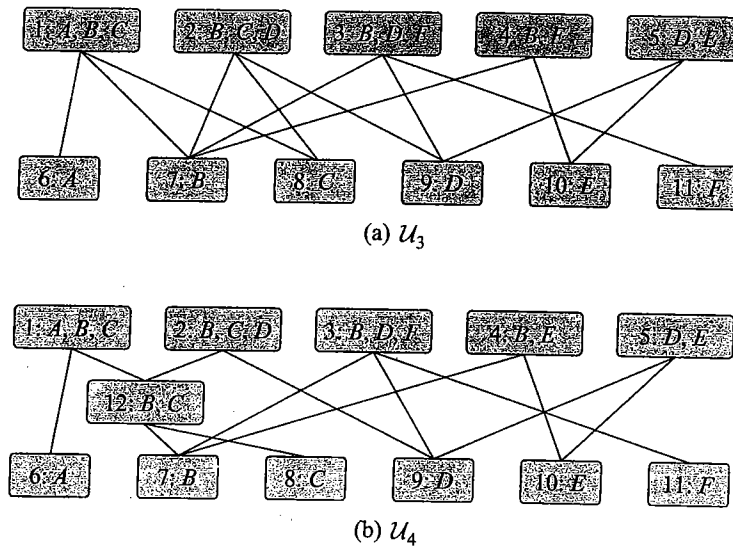 1: A, B, C 2: B, C, D 3: B, D, F 4: B, E 5: D, E
6: A 7: B 8: C 9: D 10: E 11: F
(a) U₃
1: A, B, C 2: B, C, D 3: B, D, F 4: B, E 5: D, E
12: B, C
6: A 7: B 8: C 9: D 10: E 11: F
(b) U₄